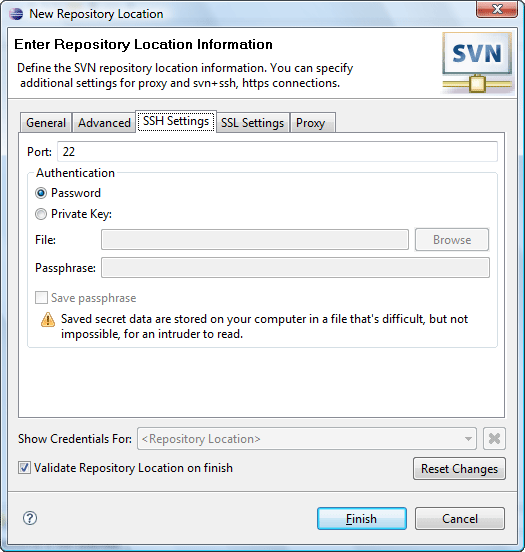 New Repository Location
Enter Repository Location Information
Define the SVN repository location information. You can specify
additional settings for proxy and svn+ssh, https connections.
SVN
General Advanced SSH Settings SSL Settings Proxy
Port: 22
Authentication
Password
Private Key:
File: Browse
Passphrase:
Save passphrase
Saved secret data are stored on your computer in a file that's difficult, but not
impossible, for an intruder to read.
Show Credentials For: <Repository Location>
Validate Repository Location on finish
Reset Changes
Finish Cancel